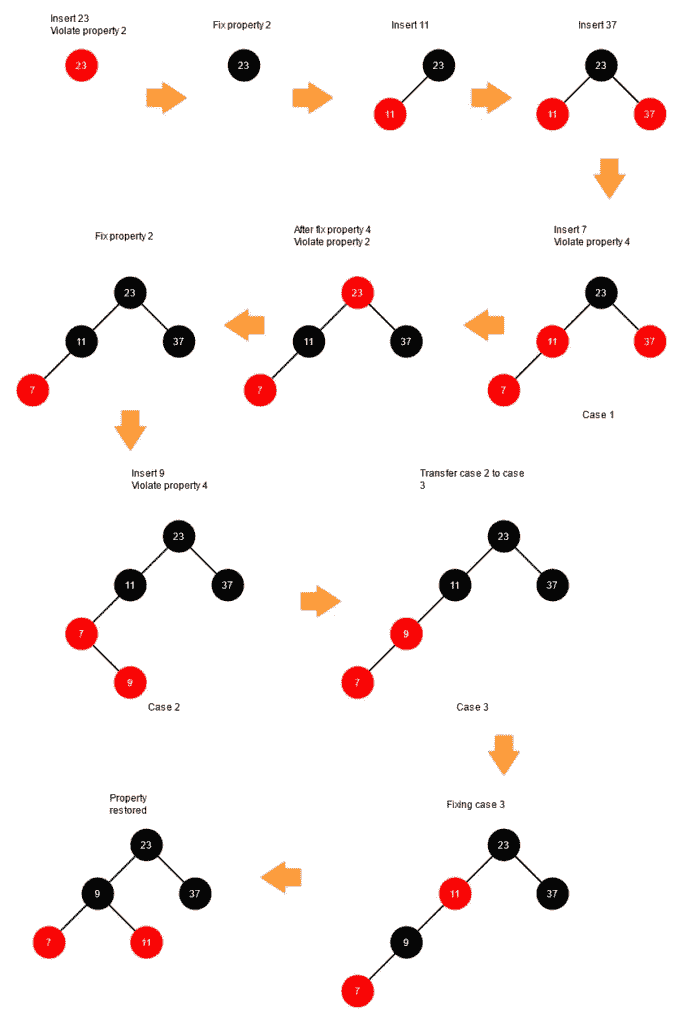 Insert 23
Violate property 2
23
Fix property 2
23
Insert 11
23
11
Insert 37
23
11
37
Insert 7
Violate property 4
23
11
37
7
Case 1
After fix property 4
Violate property 2
23
11
37
7
Fix property 2
23
11
37
7
Insert 9
Violate property 4
23
11
37
7
9
Case 2
Transfer case 2 to case
3
23
11
37
9
7
Case 3
Fixing case 3
23
11
37
9
7
Property
restored
23
9
37
7
11